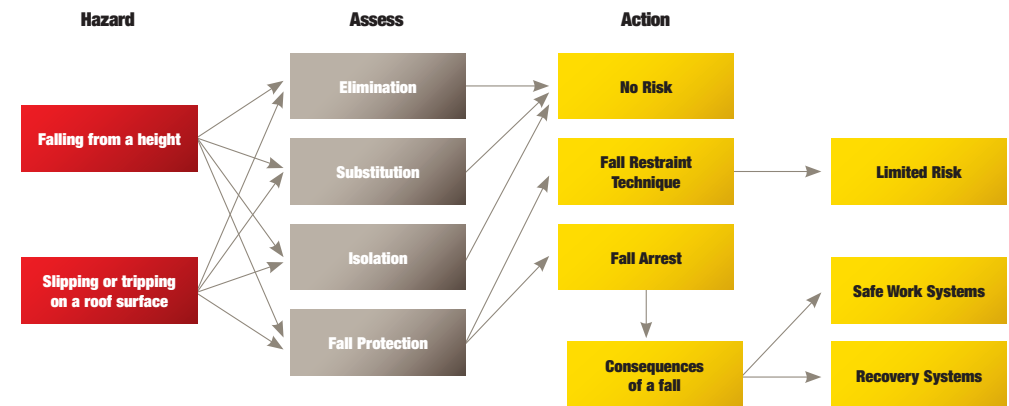 Hazard
Assess
Action
Falling from a height
Slipping or tripping
on a roof surface
Elimination
Substitution
Isolation
Fall Protection
No Risk
Fall Restraint
Technique
Fall Arrest
Consequences
of a fall
Limited Risk
Safe Work Systems
Recovery Systems